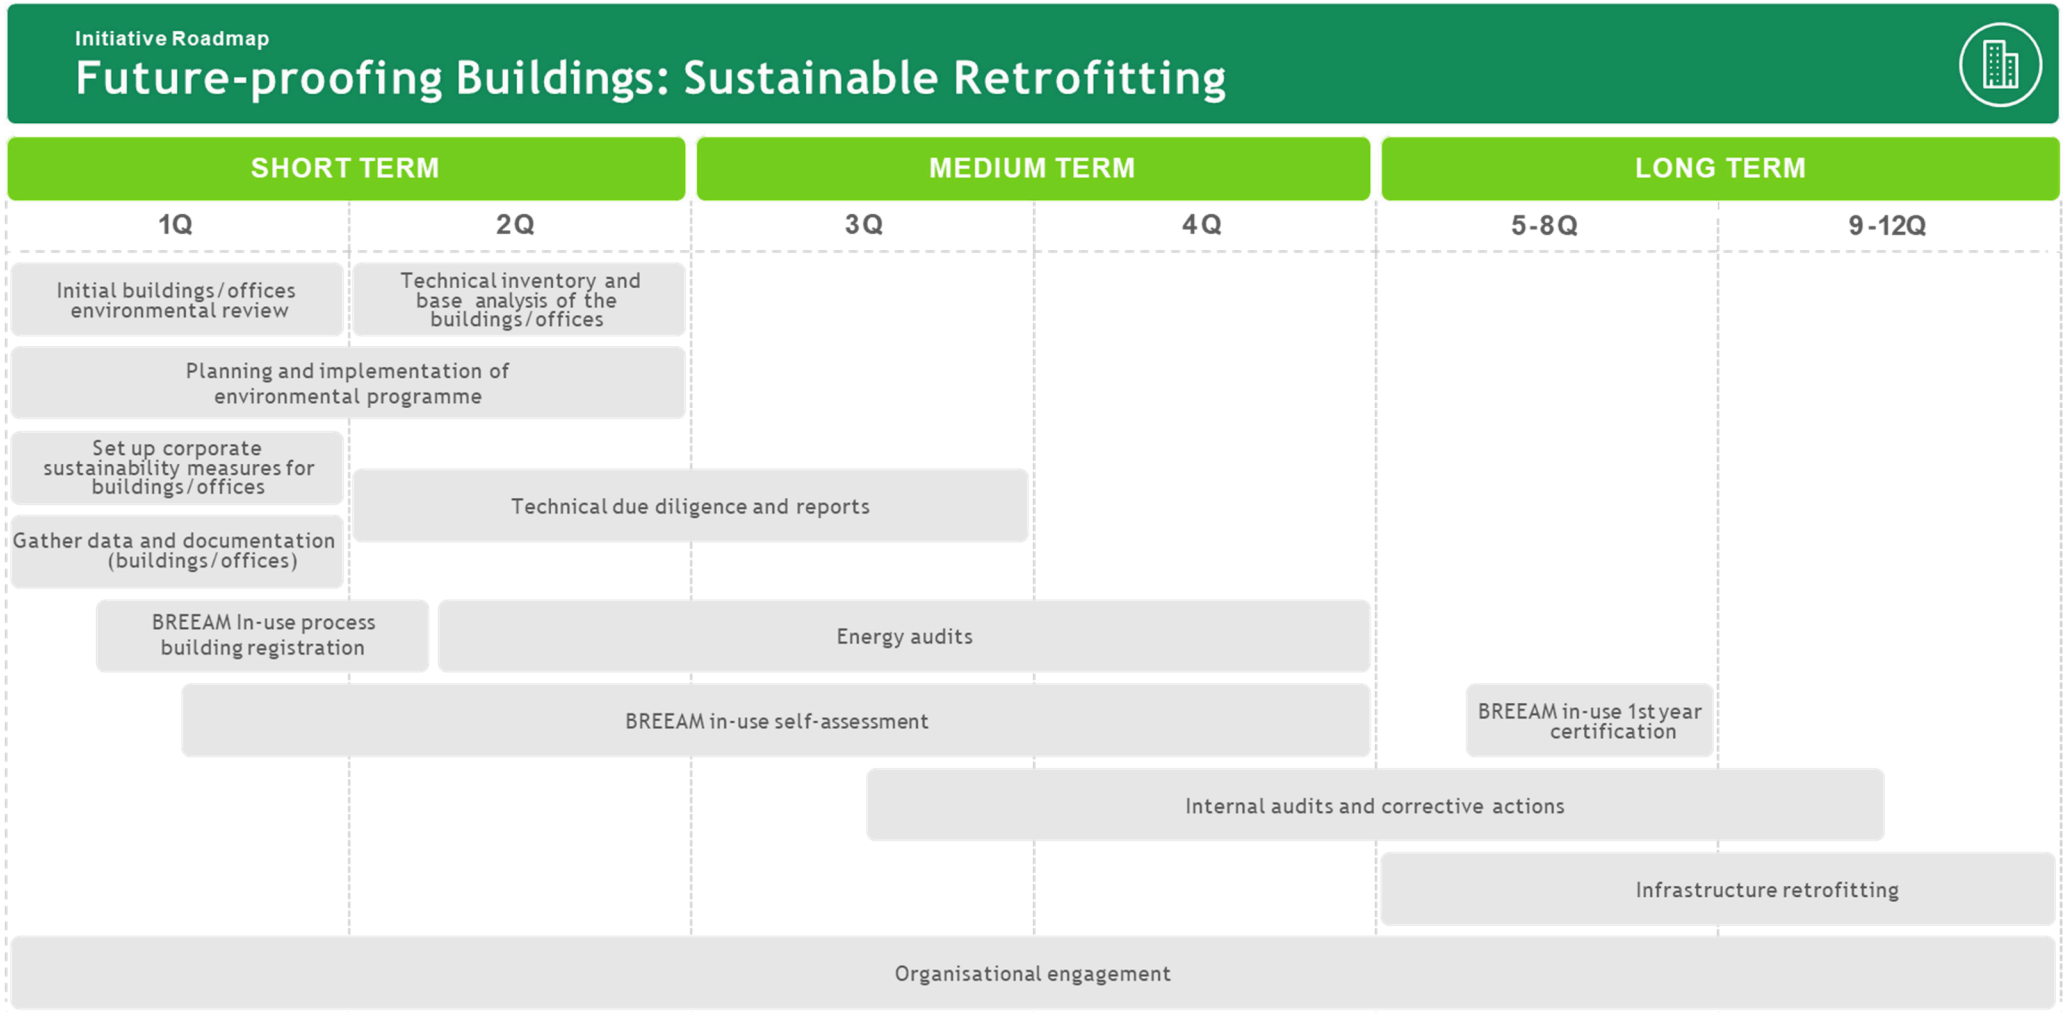 Initiative Roadmap
Future-proofing Buildings: Sustainable Retrofitting
SHORT TERM
MEDIUM TERM
LONG TERM
1Q
2Q
3Q
4Q
5-8Q
9-12Q
Initial buildings/offices
environmental review
Technical inventory and
base analysis of the
buildings/offices
Planning and implementation of
environmental programme
Set up corporate
sustainability measures for
buildings/offices
Technical due diligence and reports
Gather data and documentation
(buildings/offices)
BREEAM In-use process
building registration
Energy audits
BREEAM in-use self-assessment
BREEAM in-use 1st year
certification
Internal audits and corrective actions
Infrastructure retrofitting
Organisational engagement